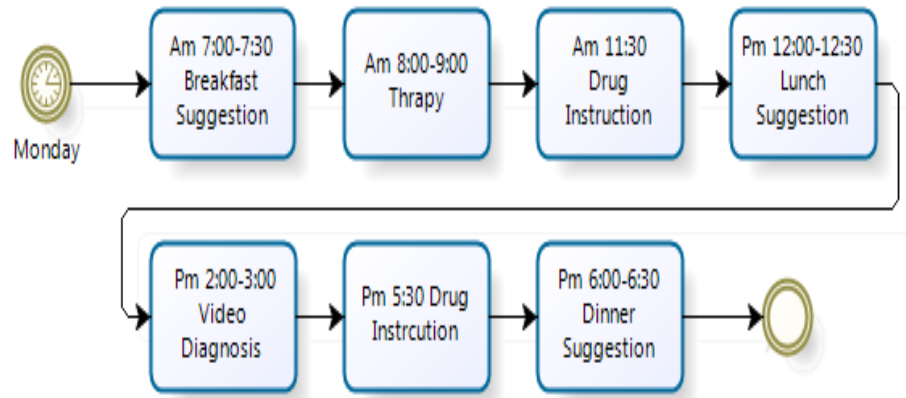 Am 7:00-7:30
Breakfast
Suggestion
Am 8:00-9:00
Thrapy
Am 11:30
Drug
Instruction
Pm 12:00-12:30
Lunch
Suggestion
Monday
Pm 2:00-3:00
Video
Diagnosis
Pm 5:30 Drug
Instrcution
Pm 6:00-6:30
Dinner
Suggestion